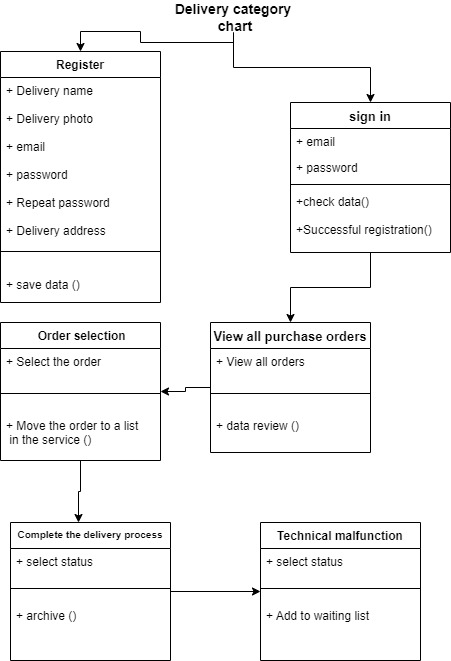 Delivery category
chart
Register
+ Delivery name
+ Delivery photo
+ email
+ password
+ Repeat password
+ Delivery address
+ save data ()
sign in
+ email
+ password
+check data()
+Successful registration()
Order selection
+ Select the order
+ Move the order to a list
in the service ()
View all purchase orders
+ View all orders
+ data review ()
Complete the delivery process
+ select status
+ archive ()
Technical malfunction
+ select status
+ Add to waiting list